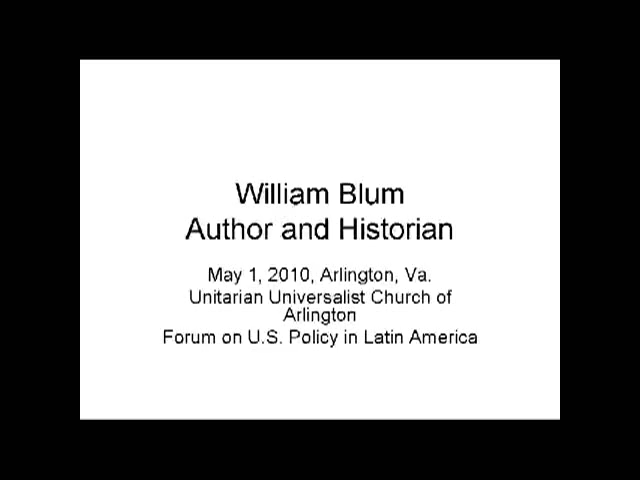 William Blum
Author and Historian
May 1, 2010, Arlington, Va.
Unitarian Universalist Church of
Arlington
Forum on U.S. Policy in Latin America